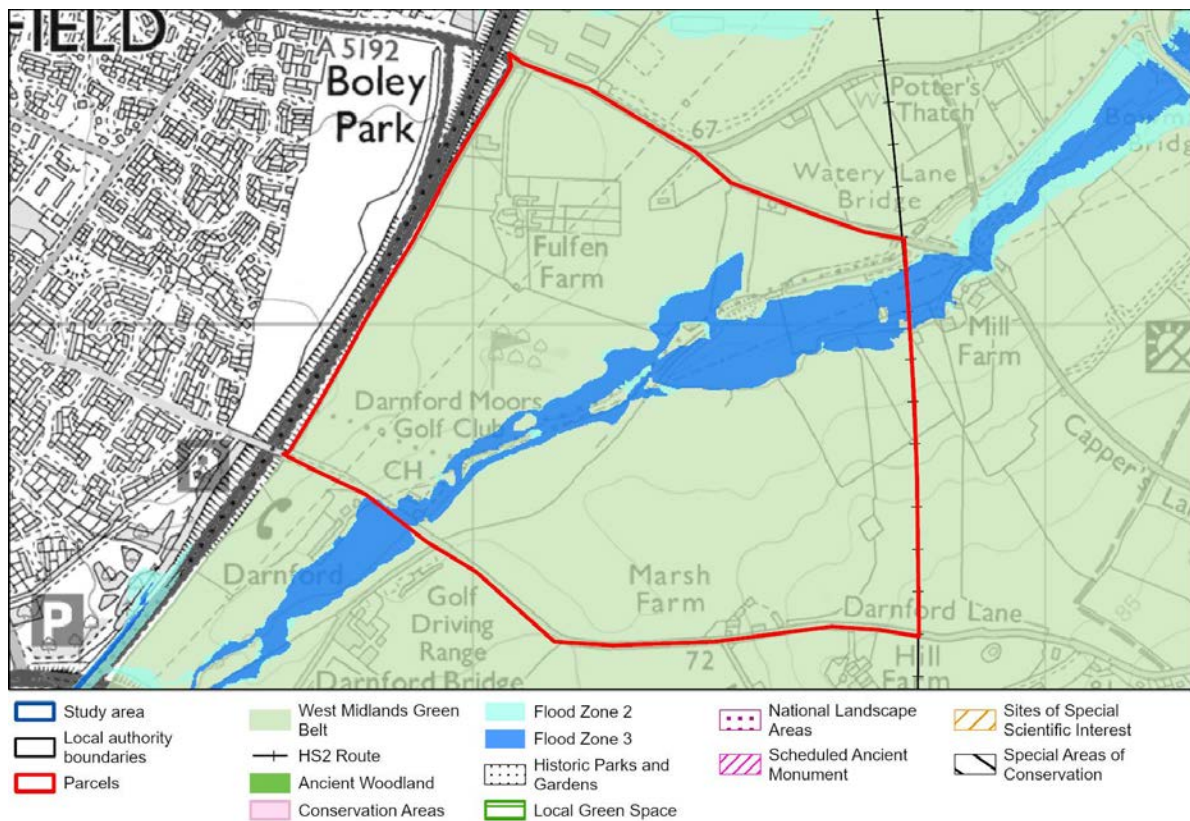 FIELD
A 5192
Boley
Park
67
Potter's
Thatch
Watery Lane
Bridge
Fulfen
Farm
Mill
Farm
Darnford Moors
Golf Club
CH
P
Capper's
P
Darnford
Golf
Driving
Range
Darnford Bridge
Marsh
Farm
72
Darnford Lane
Hill
Farm
85
Study area
Local authority
boundaries
Parcels
West Midlands Green
Belt
HS2 Route
Ancient Woodland
Conservation Areas
Flood Zone 2
Flood Zone 3
Historic Parks and
Gardens
Local Green Space
National Landscape
Areas
Scheduled Ancient
Monument
Sites of Special
Scientific Interest
Special Areas of
Conservation